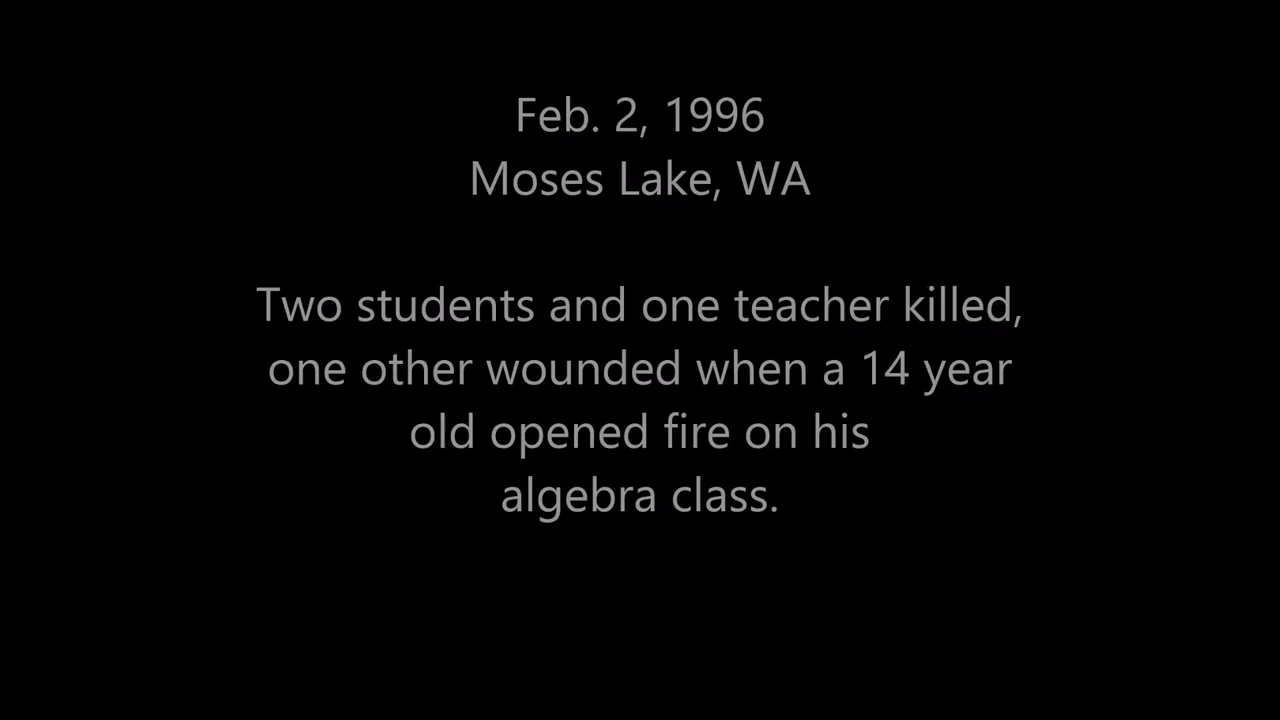 Feb. 2, 1996
Moses Lake, WA
Two students and one teacher killed,
one other wounded when a 14 year
old opened fire on his
algebra class.